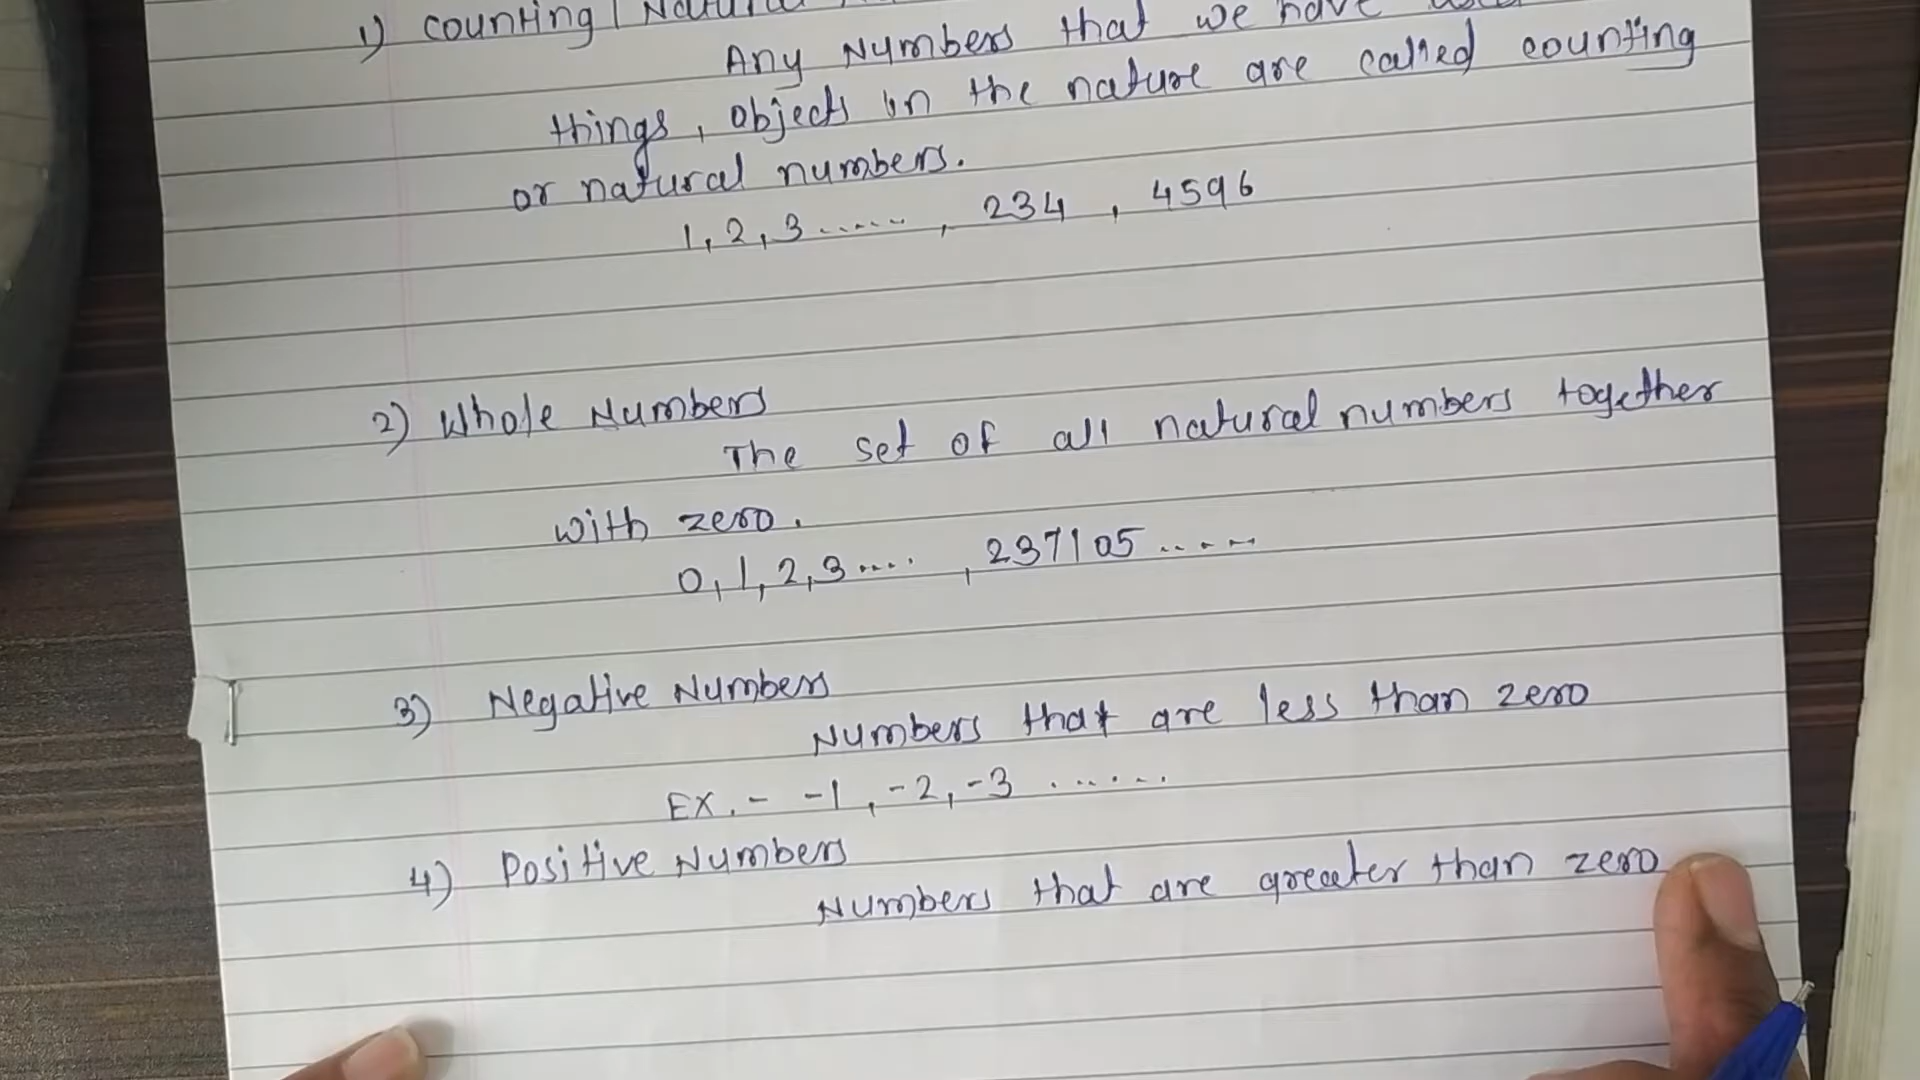 1) Counting | Natural
Any Numbers that we have
things, objects in the nature are called counting
or natural numbers.
1, 2, 3 ..... , 234 , 4596
2) Whole Numbers
The set of all natural numbers together
with zero.
0, 1, 2, 3 .... , 237105 .....
3) Negative Numbers
Numbers that are less than zero
EX. - -1, -2, -3 ......
4) Positive Numbers
Numbers that are greater than zero